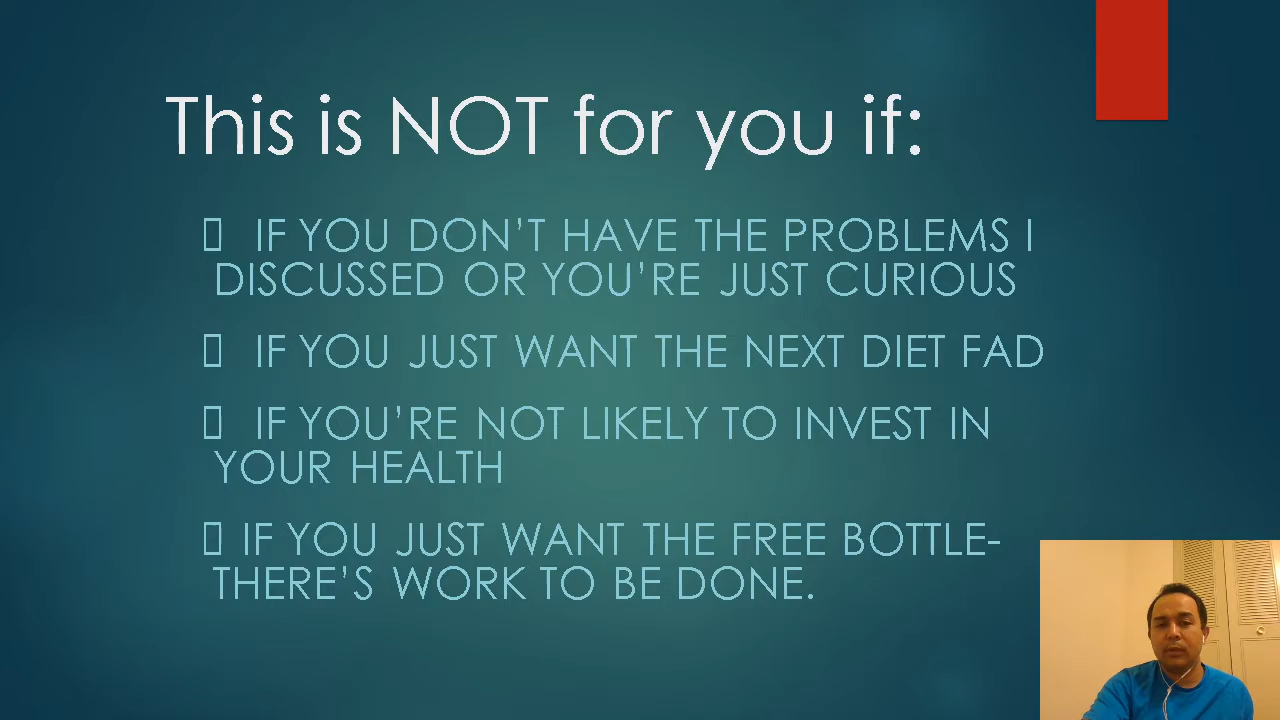 This is NOT for you if:
IF YOU DON’T HAVE THE PROBLEMS I
DISCUSSED OR YOU’RE JUST CURIOUS
IF YOU JUST WANT THE NEXT DIET FAD
IF YOU’RE NOT LIKELY TO INVEST IN
YOUR HEALTH
IF YOU JUST WANT THE FREE BOTTLE-
THERE’S WORK TO BE DONE.